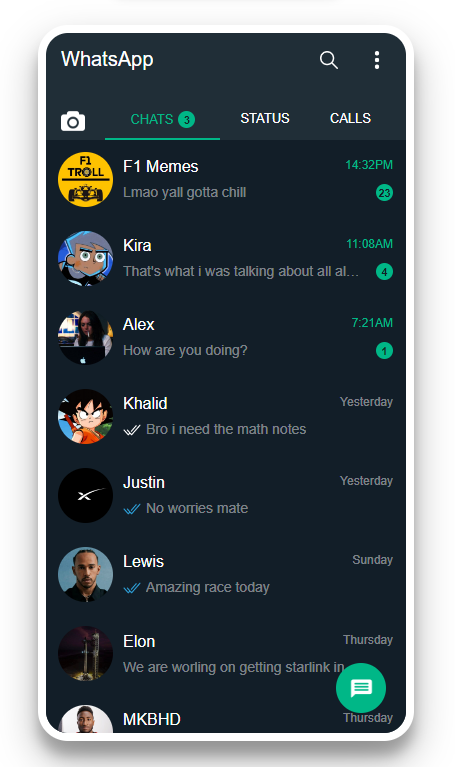 WhatsApp
CHATS 3 STATUS CALLS
F1 TROLL
F1 Memes 14:32PM
Lmao yall gotta chill 23
Kira 11:08AM
That's what i was talking about all al... 4
Alex 7:21AM
How are you doing? 1
Khalid Yesterday
Bro i need the math notes
Justin Yesterday
No worries mate
Lewis Sunday
Amazing race today
Elon Thursday
We are worling on getting starlink in
MKBHD Thursday